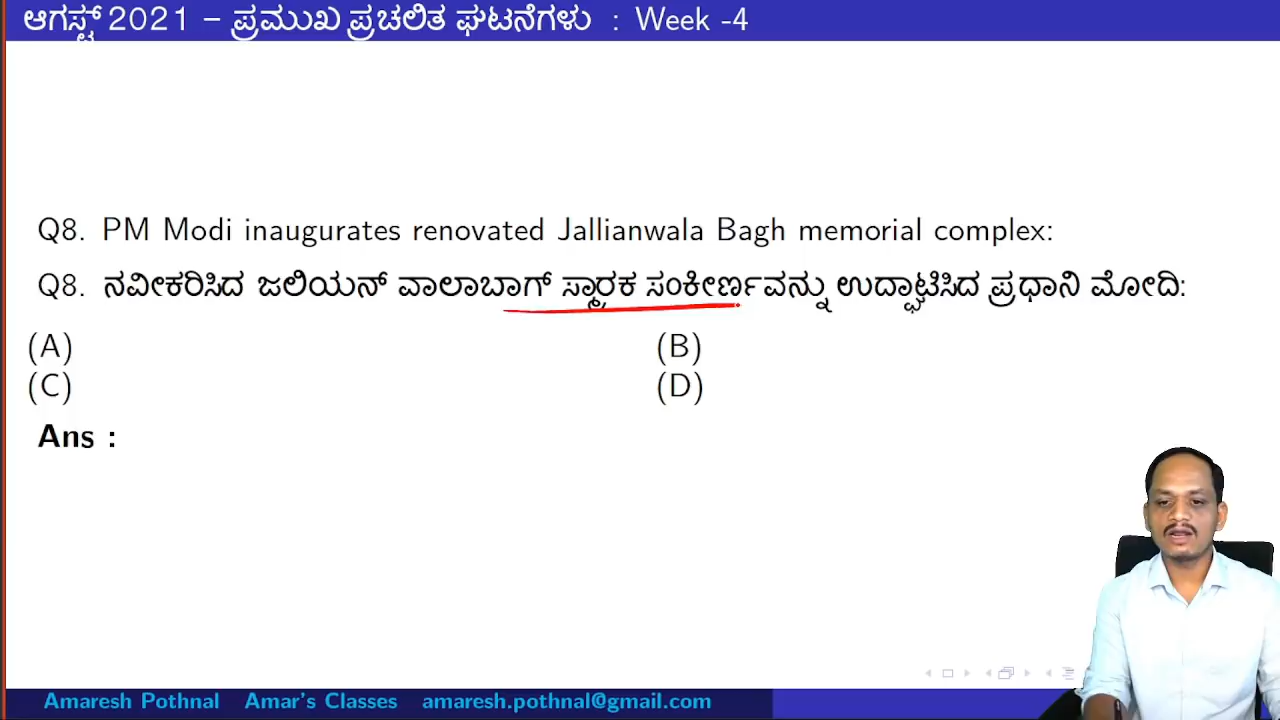 ಆಗಸ್ಟ್ 2021 – ಪ್ರಮುಖ ಪ್ರಚಲಿತ ಘಟನೆಗಳು : Week -4
Q8. PM Modi inaugurates renovated Jallianwala Bagh memorial complex:
Q8. ನವೀಕರಿಸಿದ ಜಲಿಯನ್ ವಾಲಾಬಾಗ್ ಸ್ಮಾರಕ ಸಂಕೀರ್ಣವನ್ನು ಉದ್ಘಾಟಿಸಿದ ಪ್ರಧಾನಿ ಮೋದಿ:
(A) (B)
(C) (D)
Ans :
Amaresh Pothnal Amar's Classes amaresh.pothnal@gmail.com